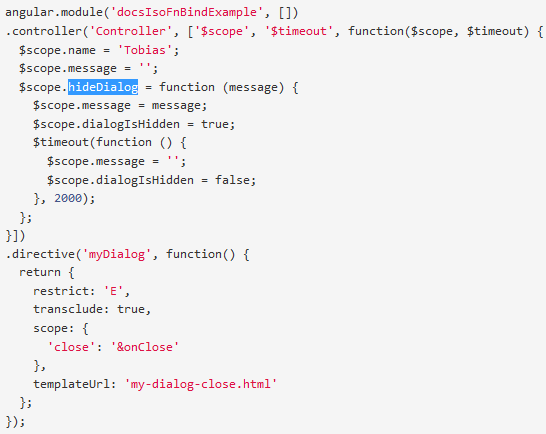 angular.module('docsIsoFnBindExample', [])
.controller('Controller', ['$scope', '$timeout', function($scope, $timeout) {
  $scope.name = 'Tobias';
  $scope.message = '';
  $scope.hideDialog = function (message) {
    $scope.message = message;
    $scope.dialogIsHidden = true;
    $timeout(function () {
      $scope.message = '';
      $scope.dialogIsHidden = false;
    }, 2000);
  };
}])
.directive('myDialog', function() {
  return {
    restrict: 'E',
    transclude: true,
    scope: {
      'close': '&onClose'
    },
    templateUrl: 'my-dialog-close.html'
  };
});